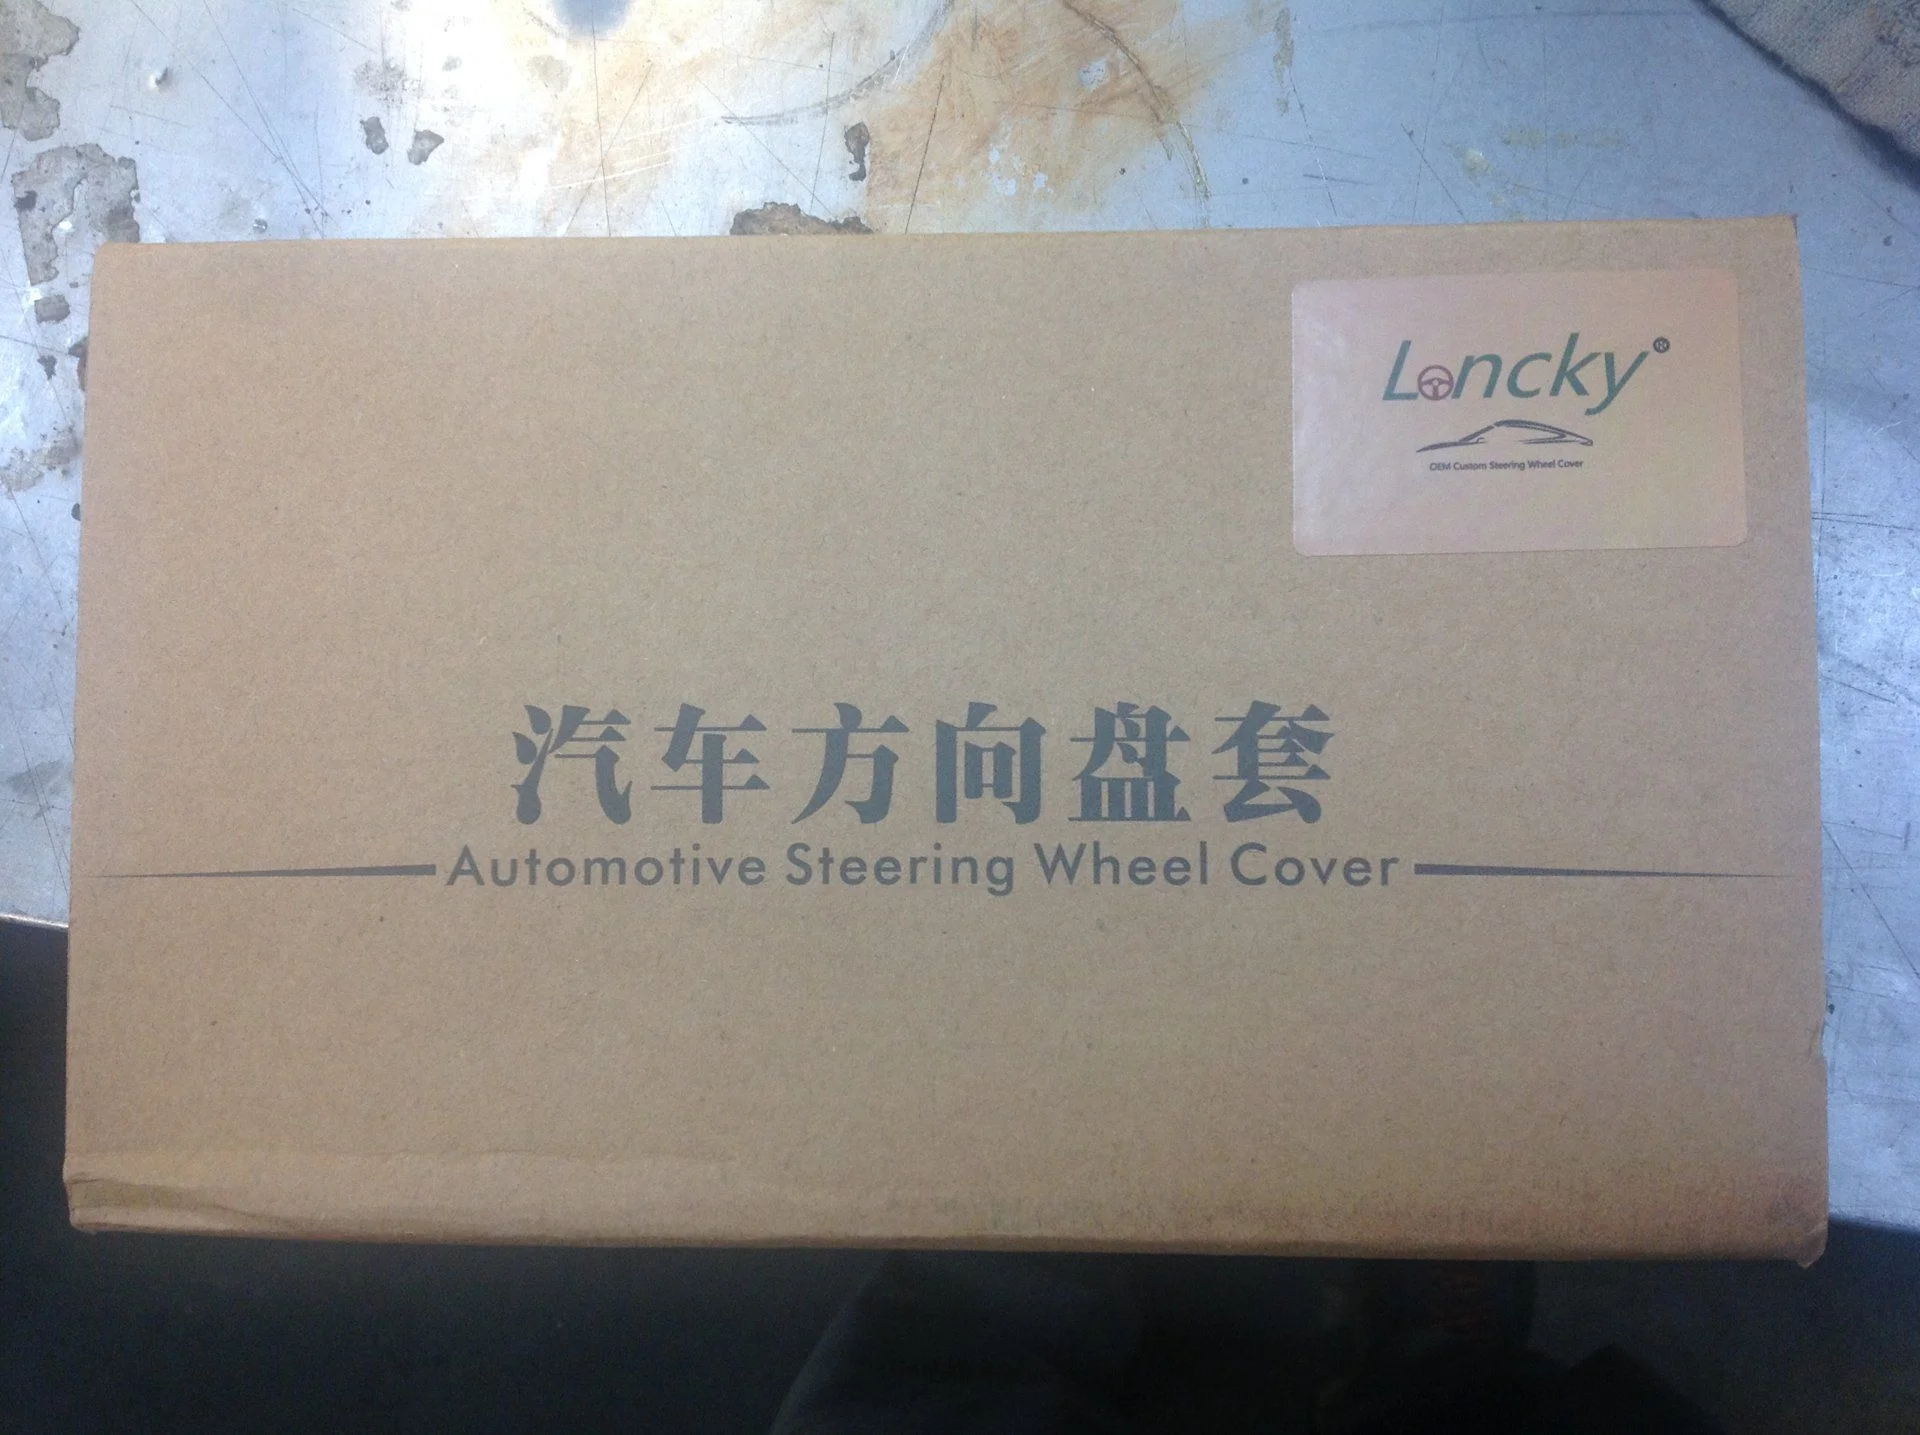 Loncky®
OEM Custom Steering Wheel Cover
汽车方向盘套
Automotive Steering Wheel Cover